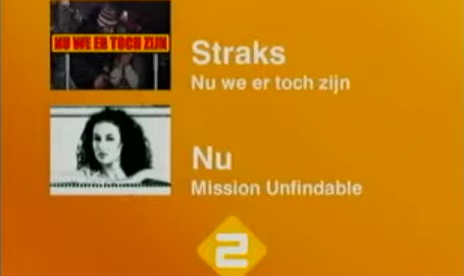 NU WE ER TOCH ZIJN
Straks
Nu we er toch zijn
Nu
Mission Unfindable
2